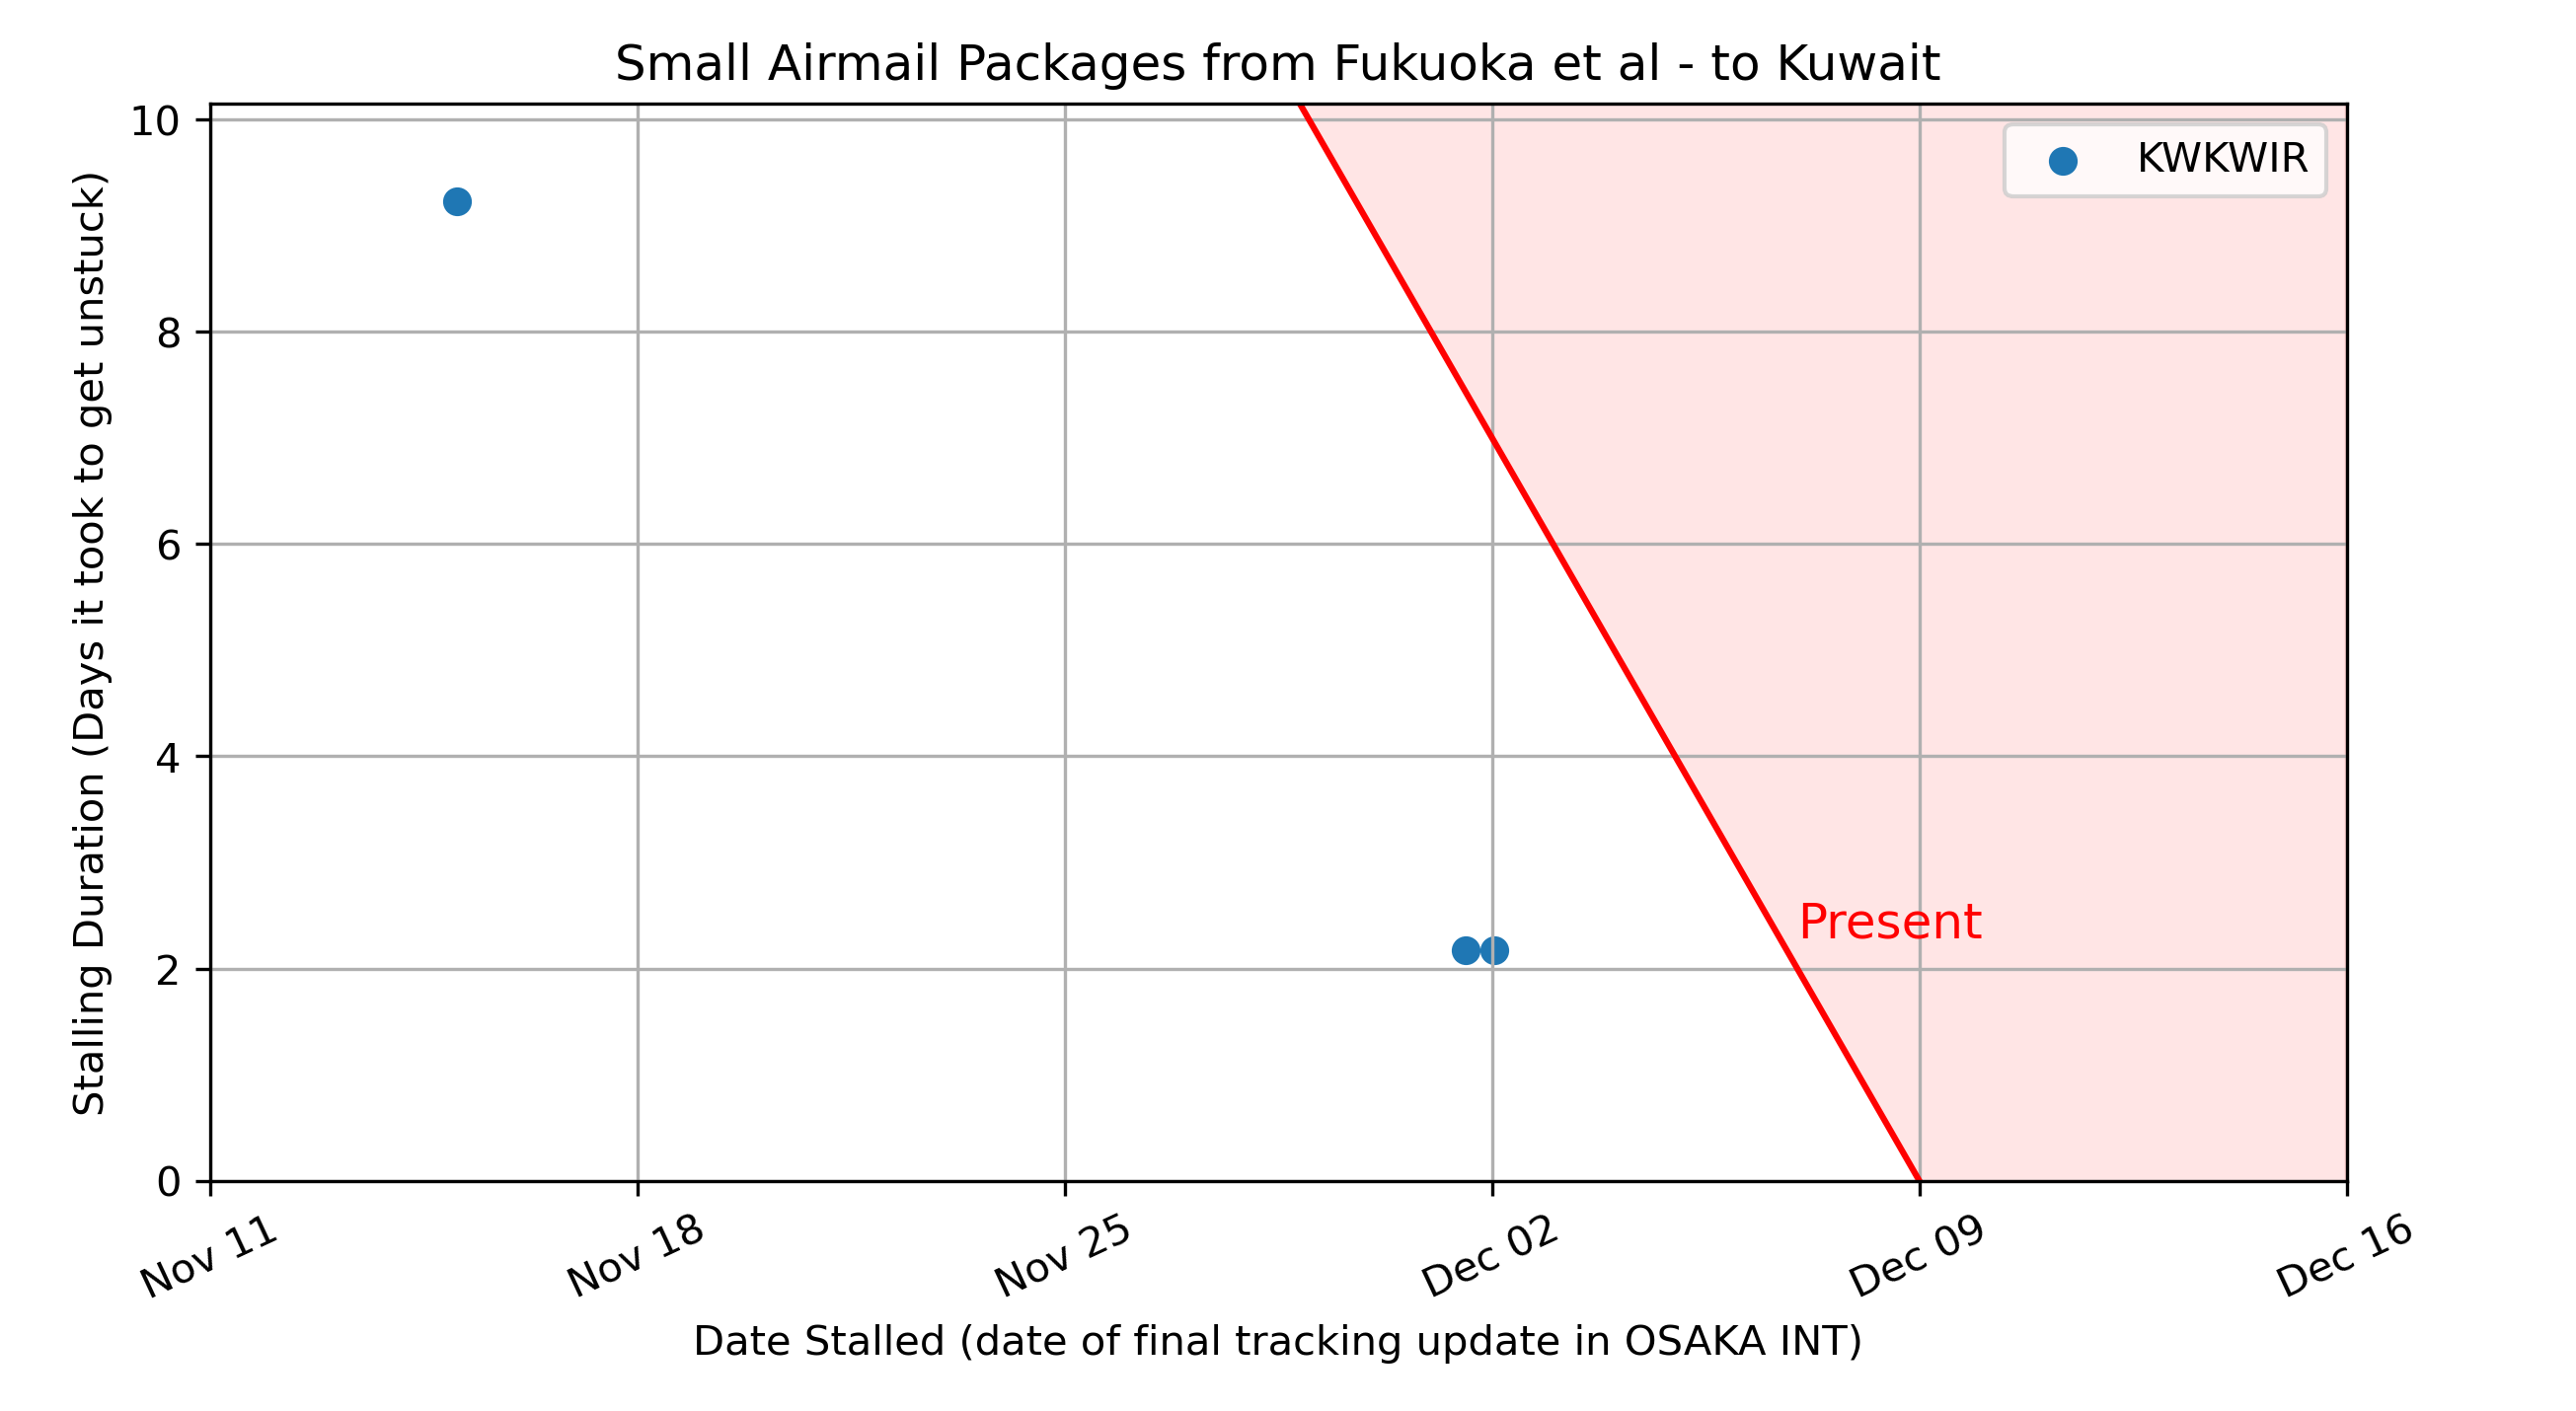 Small Airmail Packages from Fukuoka et al - to Kuwait
Stalling Duration (Days it took to get unstuck)
10
8
6
4
2
0
KWKWIR
Present
Nov 11
Nov 18
Nov 25
Dec 02
Dec 09
Dec 16
Date Stalled (date of final tracking update in OSAKA INT)